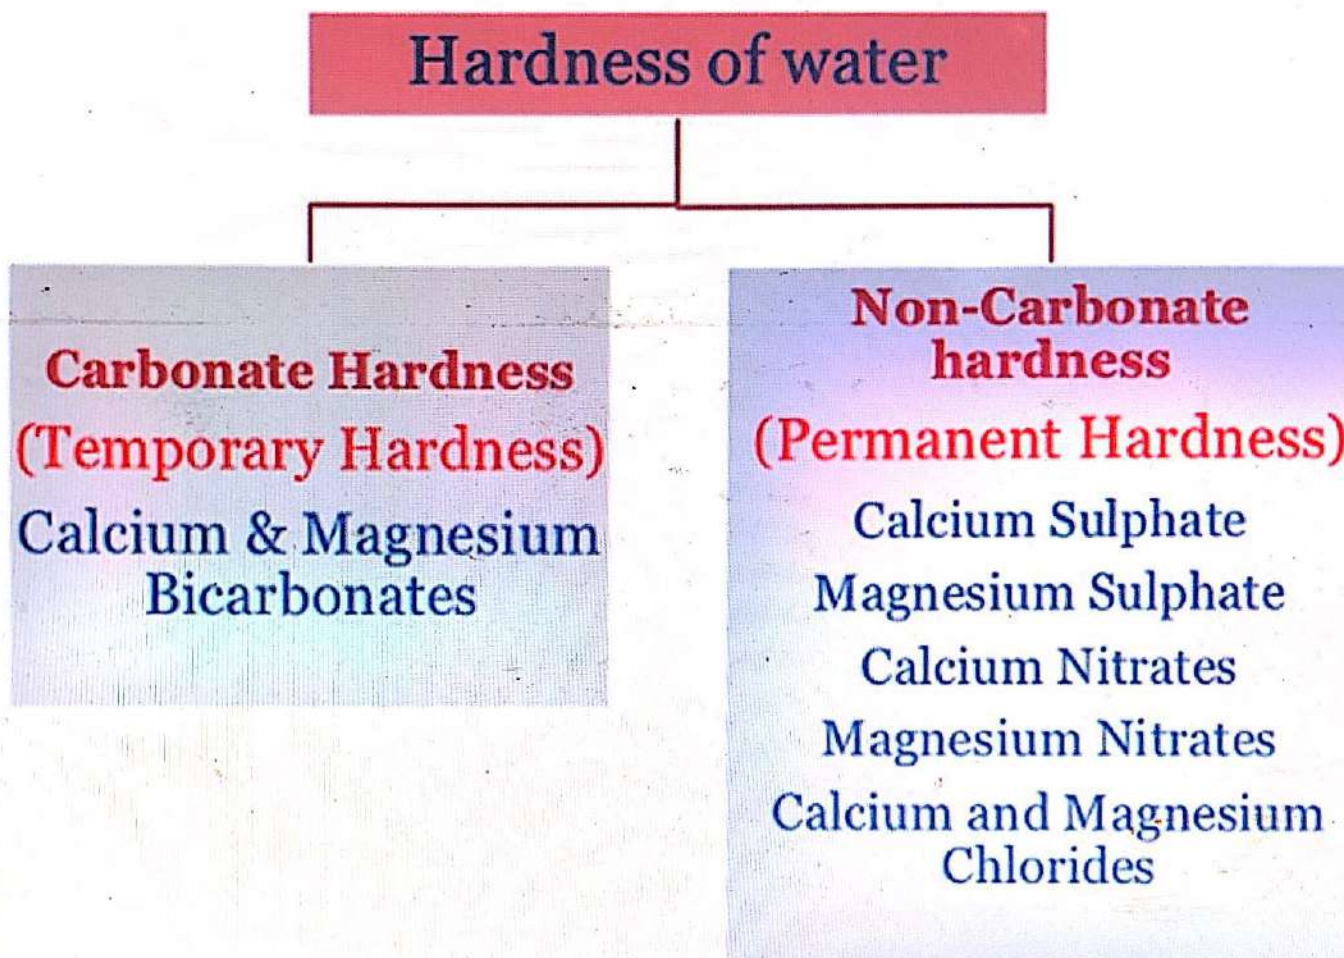 Hardness of water
Carbonate Hardness
(Temporary Hardness)
Calcium & Magnesium
Bicarbonates
Non-Carbonate
hardness
(Permanent Hardness)
Calcium Sulphate
Magnesium Sulphate
Calcium Nitrates
Magnesium Nitrates
Calcium and Magnesium
Chlorides